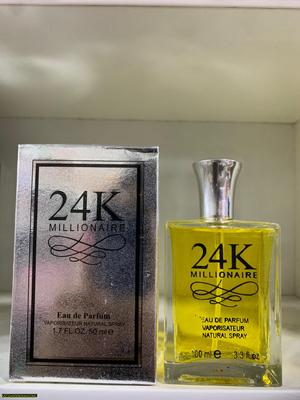 24K
MILLIONAIRE
Eau de Parfum
VAPORISATEUR NATURAL SPRAY
1.7 FL.OZ. 50 ml e
24K
MILLIONAIRE
EAU DE PARFUM
VAPORISATEUR
NATURAL SPRAY
100 ml e 3.3 fl oz